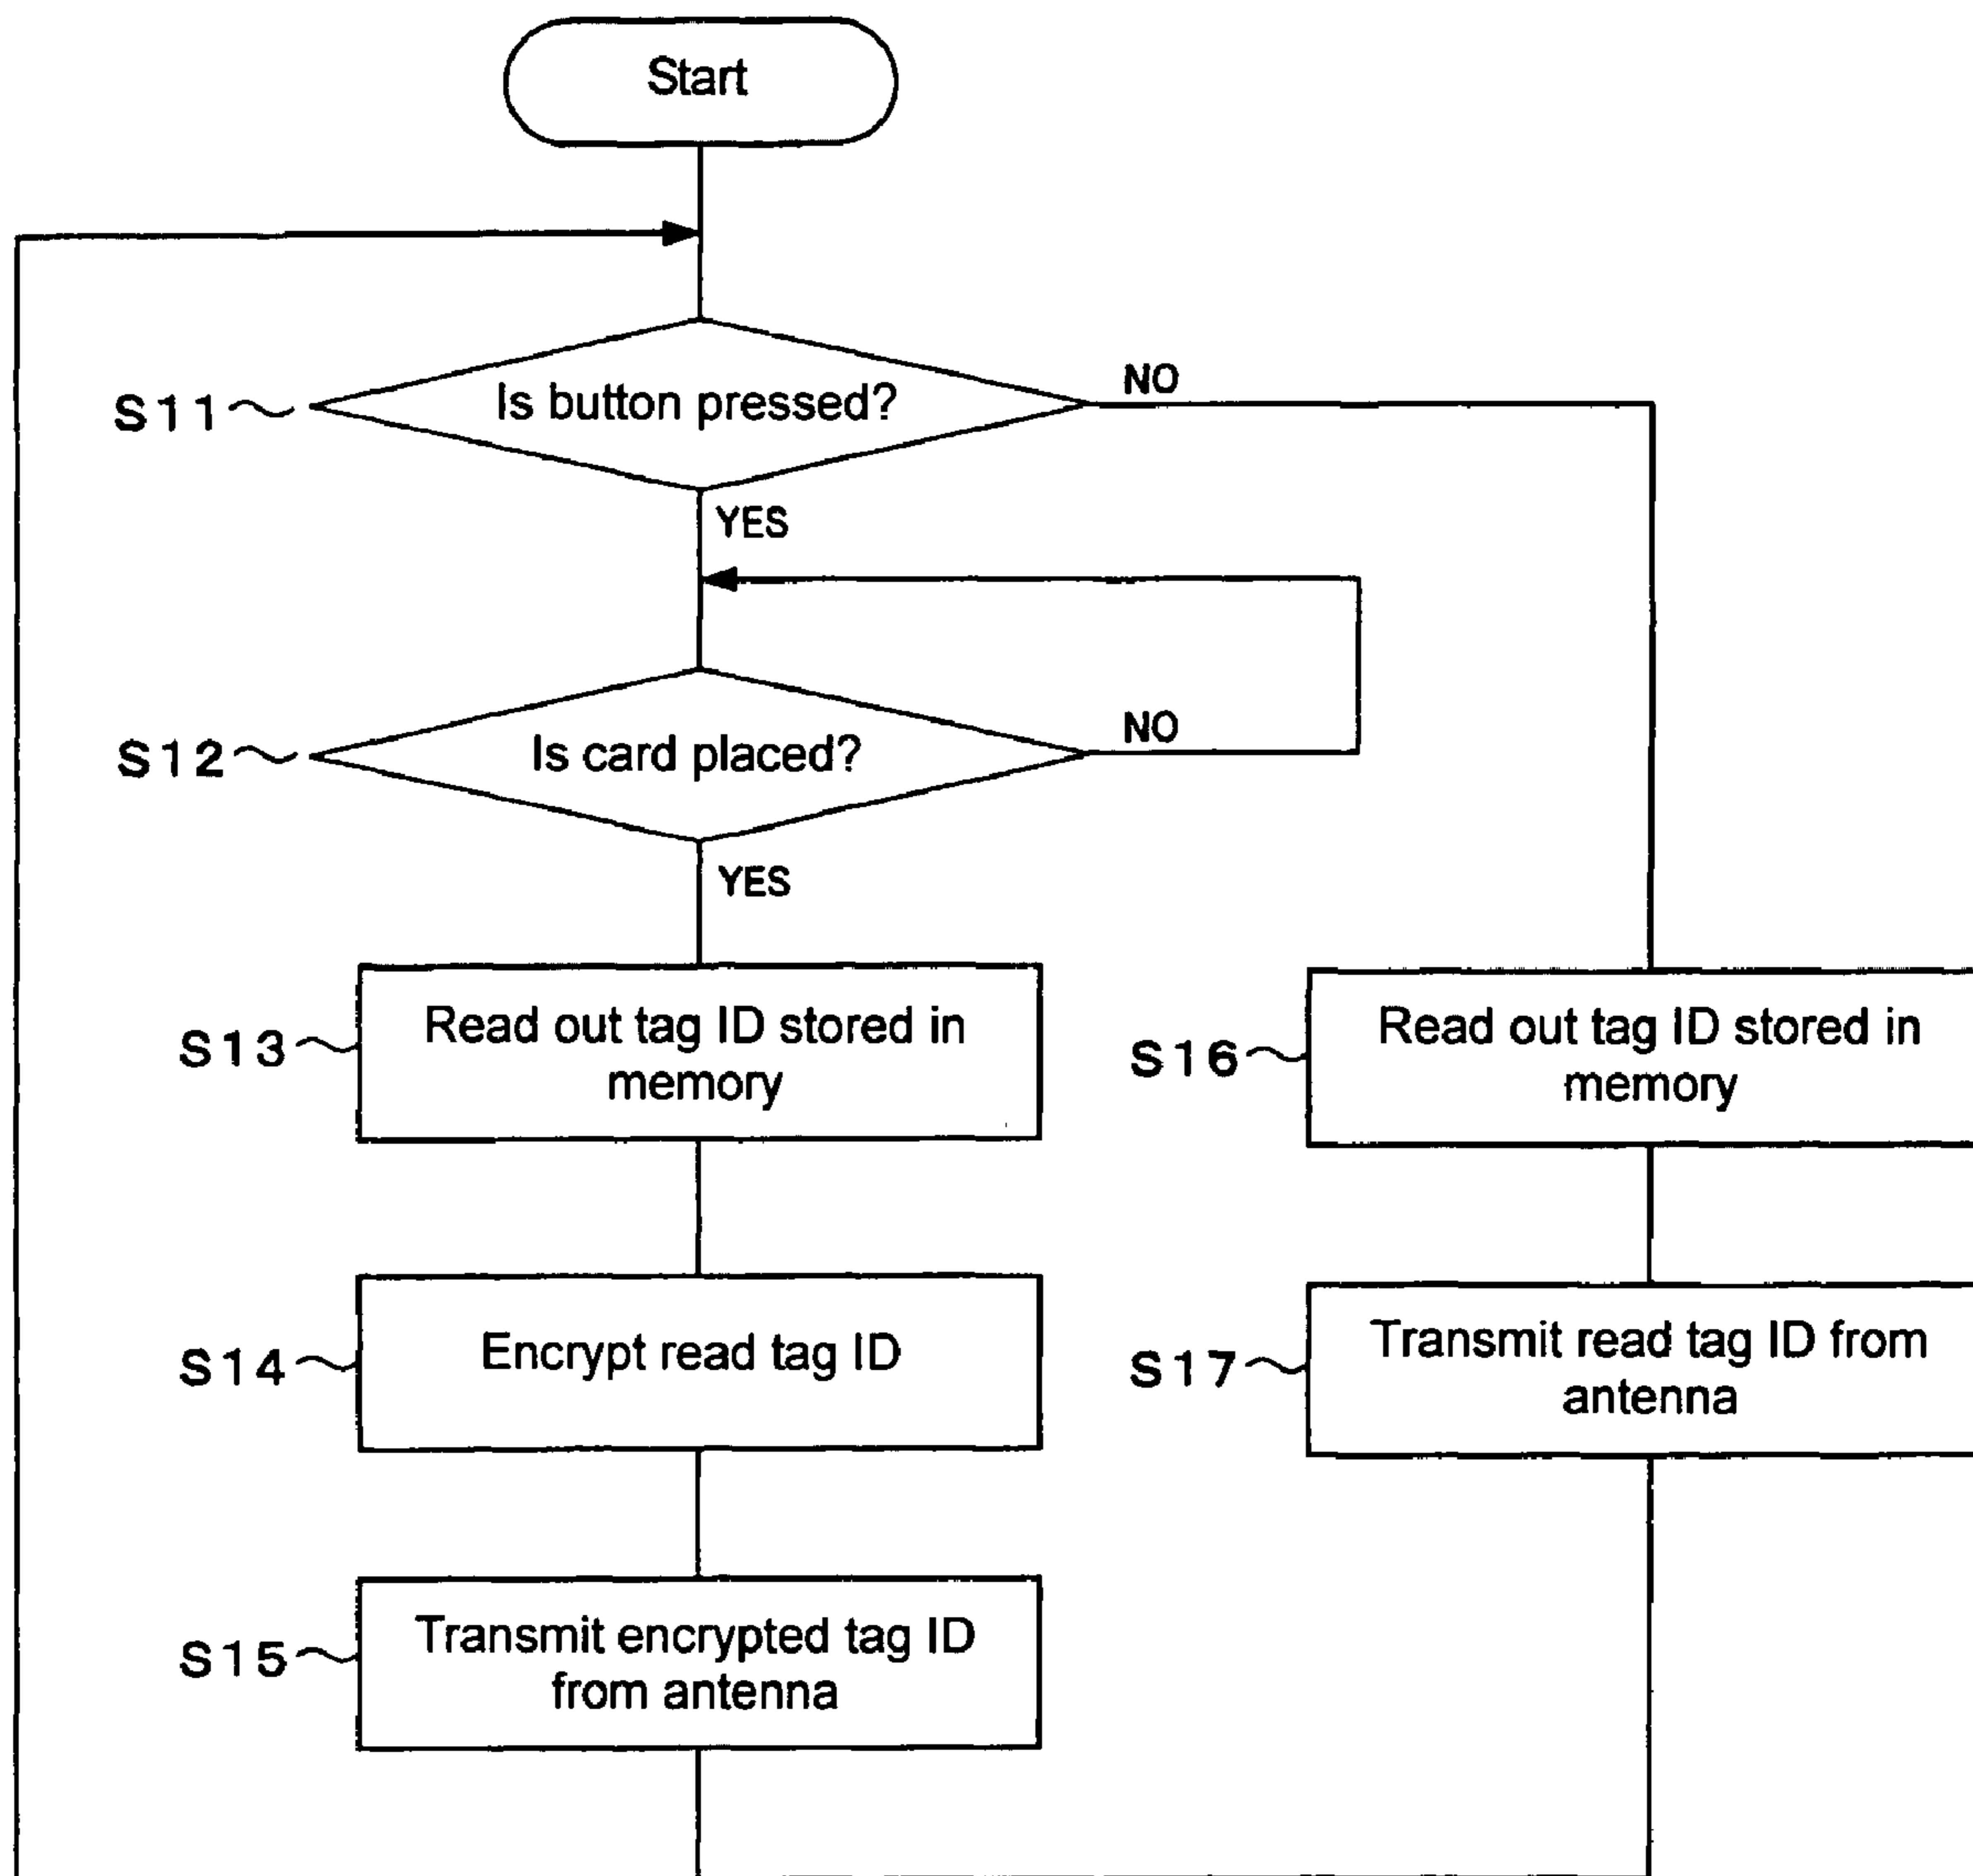 Start
S11
Is button pressed?
NO
YES
S12
Is card placed?
NO
YES
S13
Read out tag ID stored in
memory
S16
Read out tag ID stored in
memory
S14
Encrypt read tag ID
S17
Transmit read tag ID from
antenna
S15
Transmit encrypted tag ID
from antenna